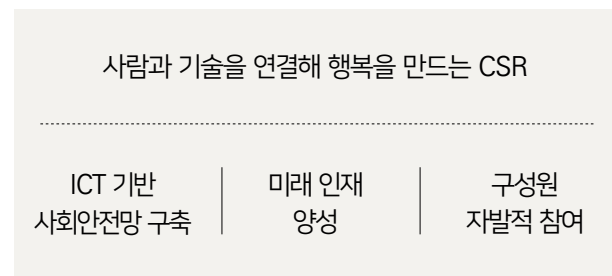 사람과 기술을 연결해 행복을 만드는 CSR
ICT 기반
사회안전망 구축
미래 인재
양성
구성원
자발적 참여